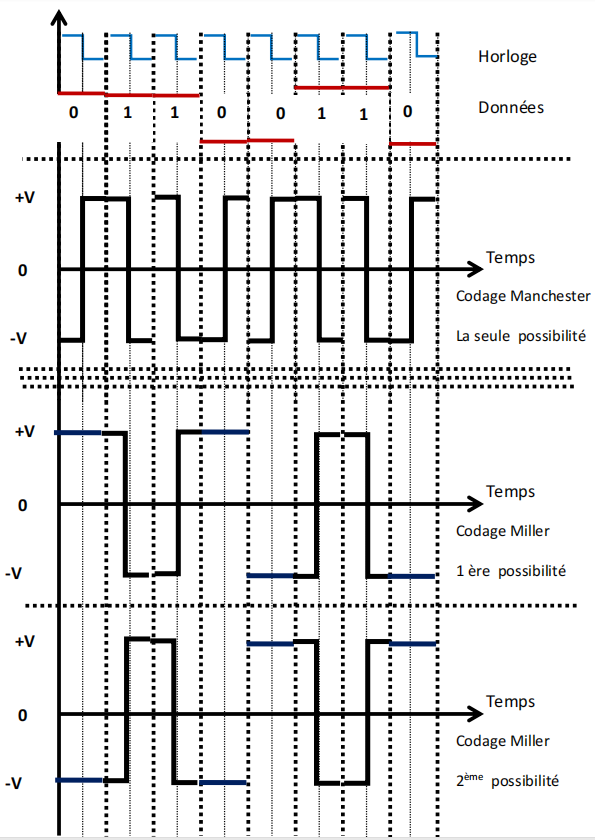 Horloge
0 1 1 0 0 1 1 0
Données
+V
0
Temps
Codage Manchester
-V
La seule possibilité
+V
Temps
0
Codage Miller
-V
1 ère possibilité
+V
Temps
0
Codage Miller
-V
2ème possibilité